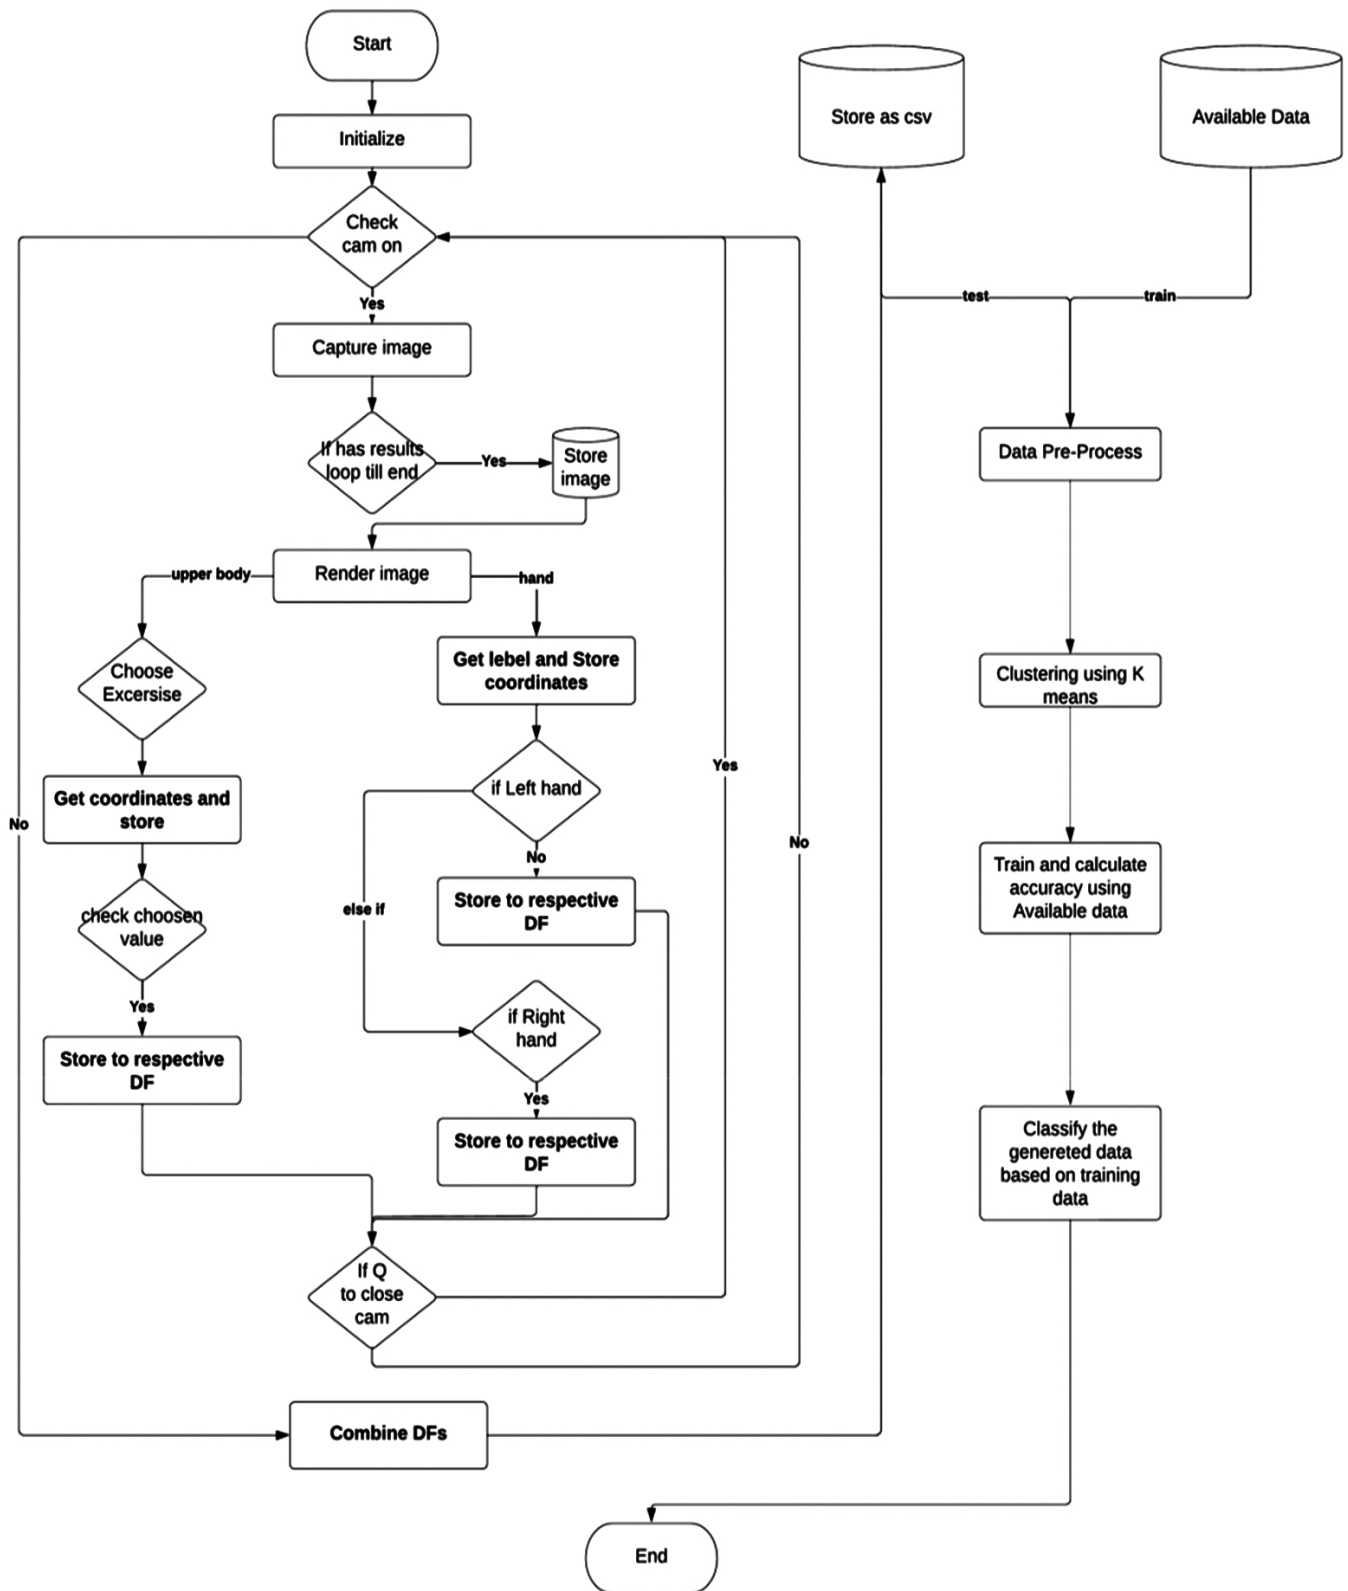 Start
Initialize
Check
cam on
Yes
Capture image
If has results
loop till end
Yes
Store
image
Render image
upper body
hand
Choose
Excersise
Get coordinates and
store
check choosen
value
Yes
Store to respective
DF
Get lebel and Store
coordinates
if Left hand
No
Store to respective
DF
else if
if Right
hand
Yes
Store to respective
DF
If Q
to close
cam
Yes
No
No
Combine DFs
Store as csv
Available Data
test
train
Data Pre-Process
Clustering using K
means
Train and calculate
accuracy using
Available data
Classify the
genereted data
based on training
data
End